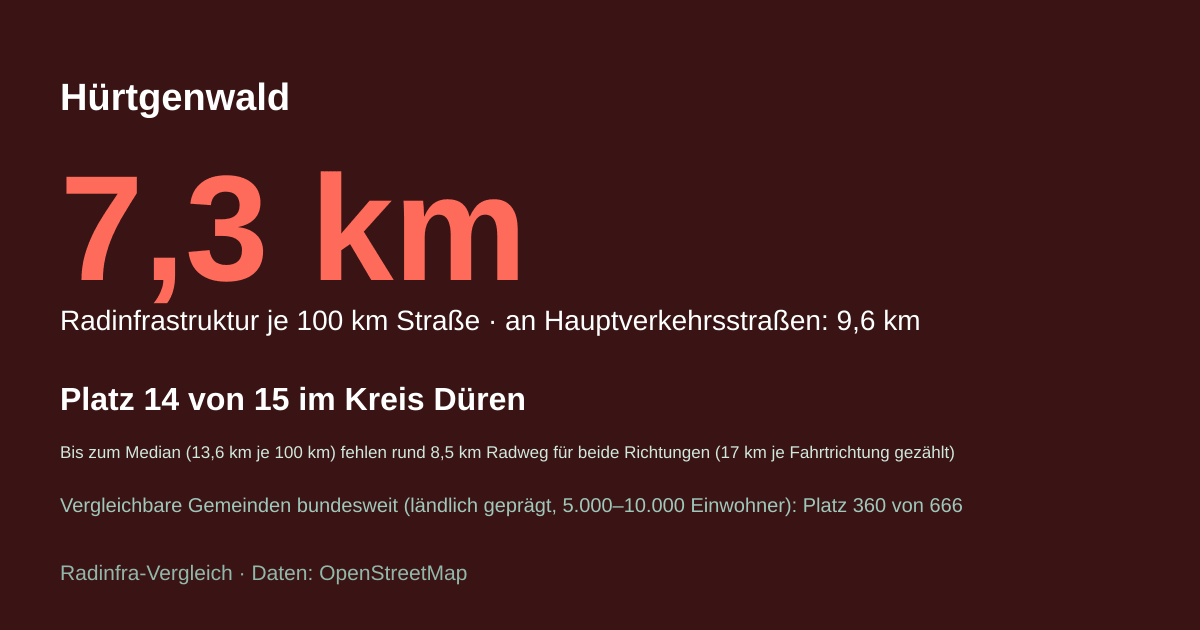 Hürtgenwald
7,3 km
Radinfrastruktur je 100 km Straße · an Hauptverkehrsstraßen: 9,6 km
Platz 14 von 15 im Kreis Düren
Bis zum Median (13,6 km je 100 km) fehlen rund 8,5 km Radweg für beide Richtungen (17 km je Fahrtrichtung gezählt)
Vergleichbare Gemeinden bundesweit (ländlich geprägt, 5.000–10.000 Einwohner): Platz 360 von 666
Radinfra-Vergleich · Daten: OpenStreetMap